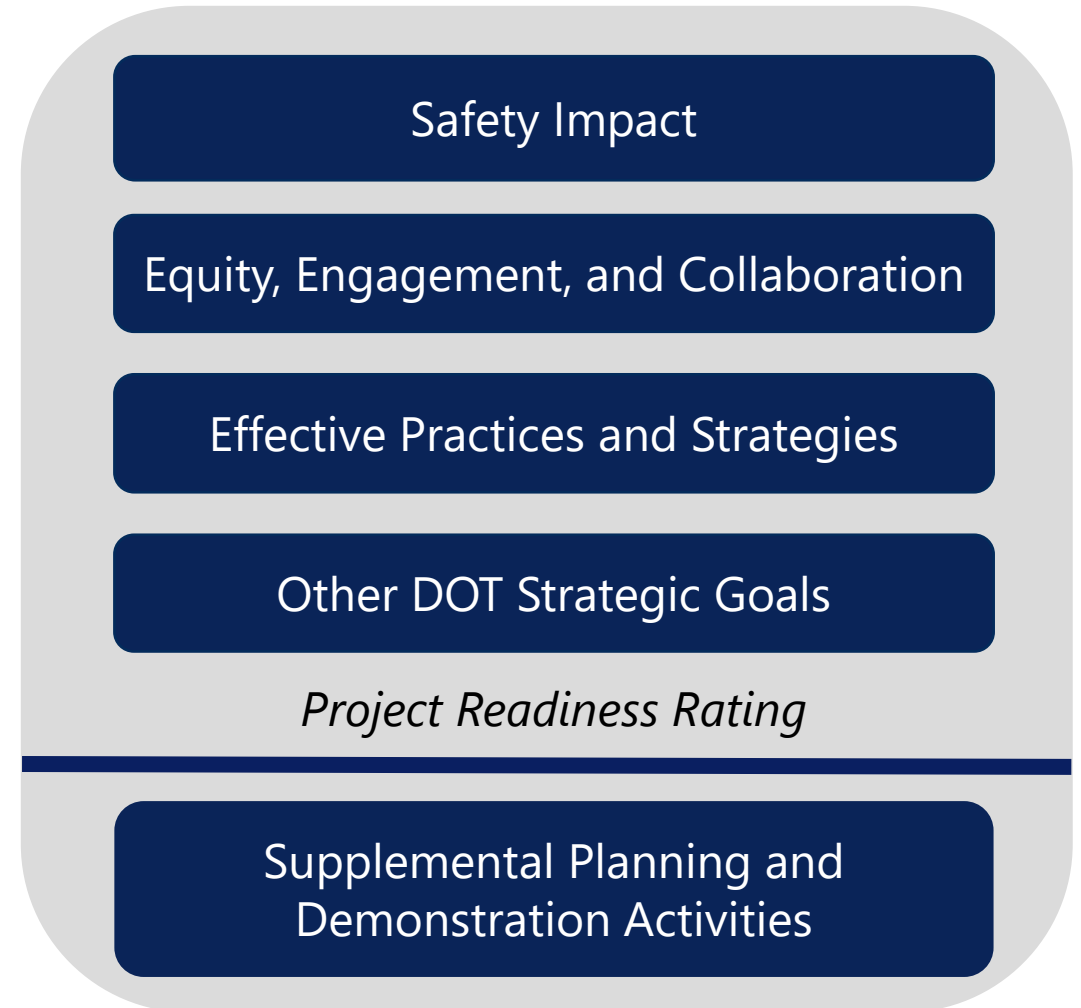 Safety Impact
Equity, Engagement, and Collaboration
Effective Practices and Strategies
Other DOT Strategic Goals
Project Readiness Rating
Supplemental Planning and
Demonstration Activities